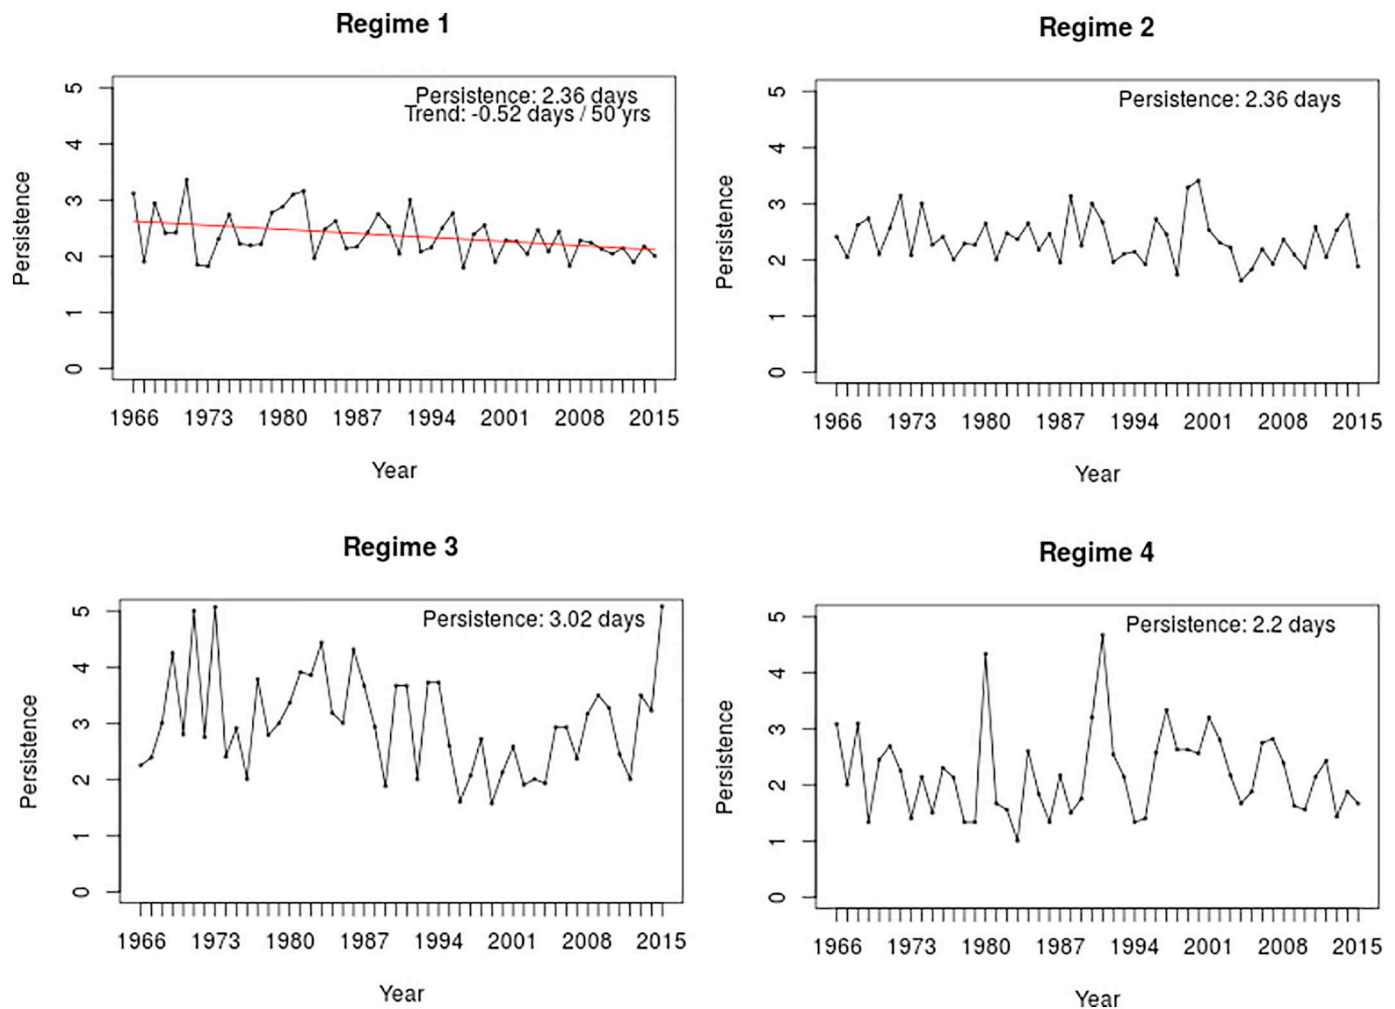 Regime 1
Persistence: 2.36 days
Trend: -0.52 days / 50 yrs
Persistence
5
4
3
2
1
0
1966 1973 1980 1987 1994 2001 2008 2015
Year
Regime 2
Persistence: 2.36 days
Persistence
5
4
3
2
1
0
1966 1973 1980 1987 1994 2001 2008 2015
Year
Regime 3
Persistence: 3.02 days
Persistence
5
4
3
2
1
0
1966 1973 1980 1987 1994 2001 2008 2015
Year
Regime 4
Persistence: 2.2 days
Persistence
5
4
3
2
1
0
1966 1973 1980 1987 1994 2001 2008 2015
Year